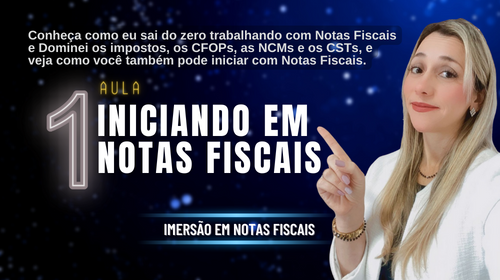 Conheça como eu sai do zero trabalhando com Notas Fiscais
e Dominei os impostos, os CFOPs, as NCMs e os CSTs, e
veja como você também pode iniciar com Notas Fiscais.
AULA
1
INICIANDO EM
NOTAS FISCAIS
IMERSÃO EM NOTAS FISCAIS